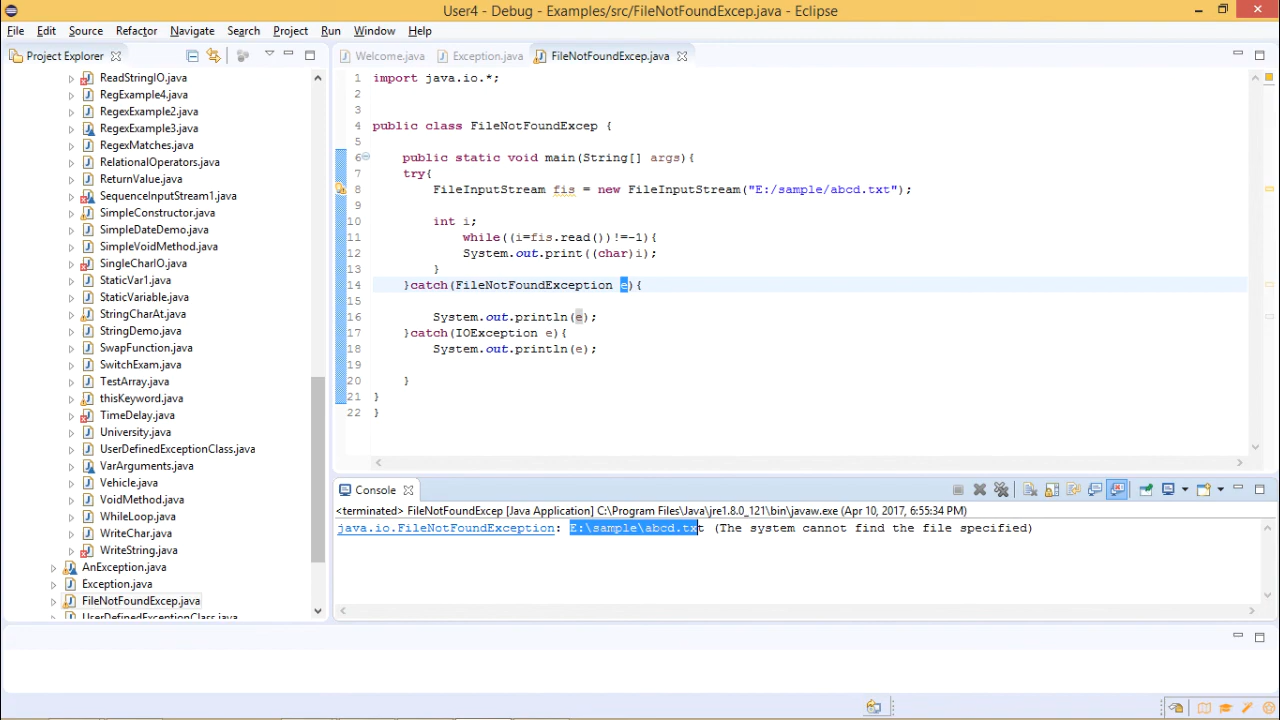 User4 - Debug - Examples/src/FileNotFoundExcep.java - Eclipse
File Edit Source Refactor Navigate Search Project Run Window Help
Project Explorer
ReadStringIO.java
RegExample4.java
RegexExample2.java
RegexExample3.java
RegexMatches.java
RelationalOperators.java
ReturnValue.java
SequenceInputStream1.java
SimpleConstructor.java
SimpleDateDemo.java
SimpleVoidMethod.java
SingleCharIO.java
StaticVar1.java
StaticVariable.java
StringCharAt.java
StringDemo.java
SwapFunction.java
SwitchExam.java
TestArray.java
thisKeyword.java
TimeDelay.java
University.java
UserDefinedExceptionClass.java
VarArguments.java
Vehicle.java
VoidMethod.java
WhileLoop.java
WriteChar.java
WriteString.java
AnException.java
Exception.java
FileNotFoundExcep.java
UserDefinedExceptionClass.java
Welcome.java Exception.java FileNotFoundExcep.java
1 import java.io.*;
2
3
4 public class FileNotFoundExcep {
5
6 public static void main(String[] args){
7 try{
8 FileInputStream fis = new FileInputStream("E:/sample/abcd.txt");
9
10 int i;
11 while((i=fis.read())!=-1){
12 System.out.print((char)i);
13 }
14 }catch(FileNotFoundException e){
15
16 System.out.println(e);
17 }catch(IOException e){
18 System.out.println(e);
19
20 }
21 }
22 }
Console
<terminated> FileNotFoundExcep [Java Application] C:\Program Files\Java\jre1.8.0_121\bin\javaw.exe (Apr 10, 2017, 6:55:34 PM)
java.io.FileNotFoundException: E:\sample\abcd.txt (The system cannot find the file specified)